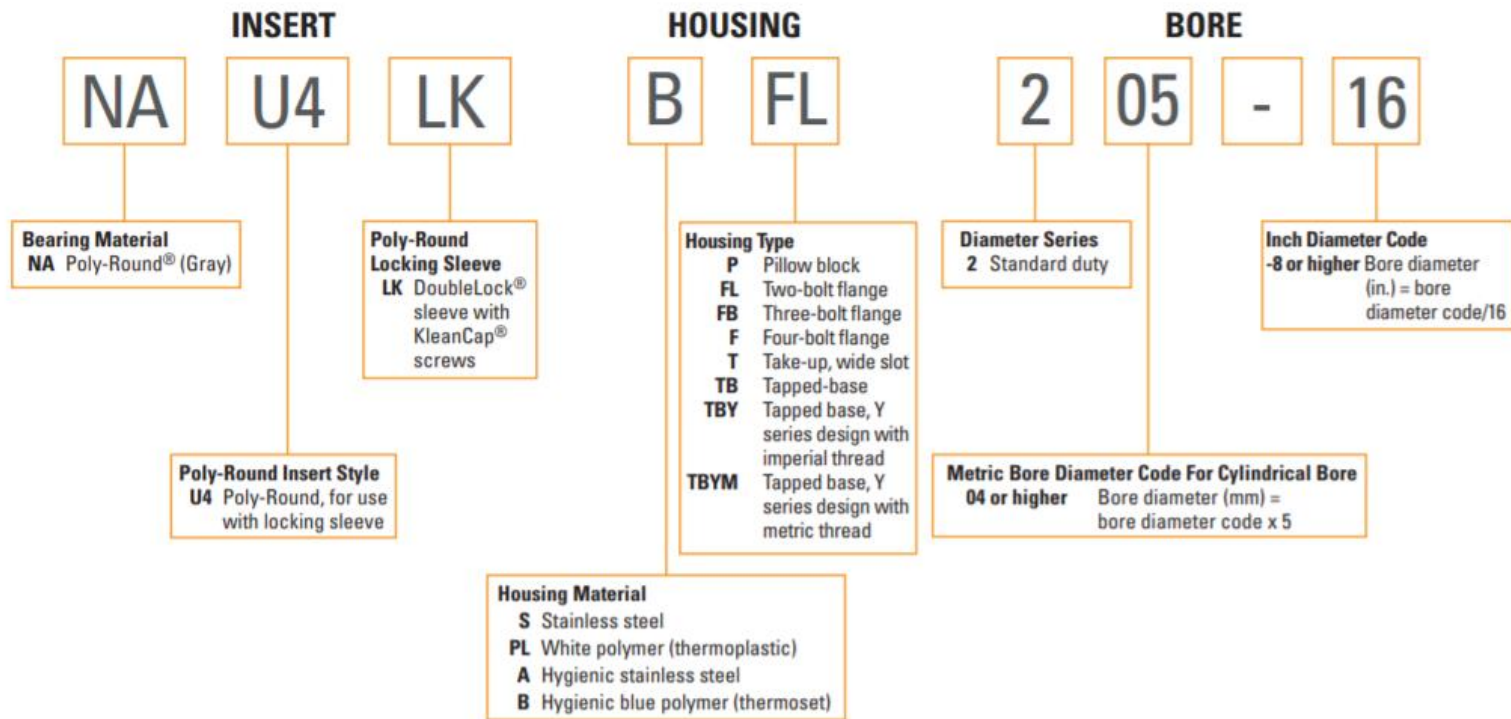 INSERT
HOUSING
BORE
NA U4 LK B FL 2 05 - 16
Bearing Material
NA Poly-Round® (Gray)
Poly-Round
Locking Sleeve
LK DoubleLock®
sleeve with
KleanCap®
screws
Housing Type
P Pillow block
FL Two-bolt flange
FB Three-bolt flange
F Four-bolt flange
T Take-up, wide slot
TB Tapped-base
TBY Tapped base, Y
series design with
imperial thread
TBYM Tapped base, Y
series design with
metric thread
Diameter Series
2 Standard duty
Inch Diameter Code
-8 or higher Bore diameter
(in.) = bore
diameter code/16
Poly-Round Insert Style
U4 Poly-Round, for use
with locking sleeve
Metric Bore Diameter Code For Cylindrical Bore
04 or higher Bore diameter (mm) =
bore diameter code x 5
Housing Material
S Stainless steel
PL White polymer (thermoplastic)
A Hygienic stainless steel
B Hygienic blue polymer (thermoset)